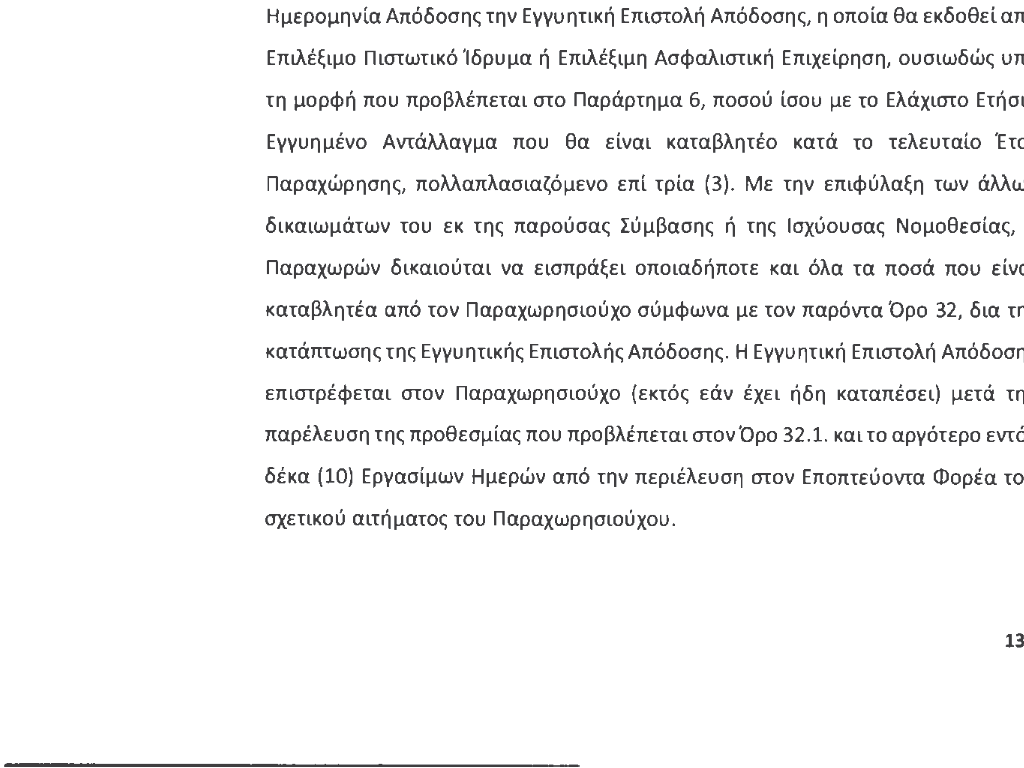 Ημερομηνία Απόδοσης την Εγγυητική Επιστολή Απόδοσης, η οποία θα εκδοθεί απ
Επιλέξιμο Πιστωτικό Ίδρυμα ή Επιλέξιμη Ασφαλιστική Επιχείρηση, ουσιωδώς υπ
τη μορφή που προβλέπεται στο Παράρτημα 6, ποσού ίσου με το Ελάχιστο Ετήσι
Εγγυημένο Αντάλλαγμα που θα είναι καταβλητέο κατά το τελευταίο Έτο
Παραχώρησης, πολλαπλασιαζόμενο επί τρία (3). Με την επιφύλαξη των άλλω
δικαιωμάτων του εκ της παρούσας Σύμβασης ή της Ισχύουσας Νομοθεσίας,
Παραχωρών δικαιούται να εισπράξει οποιαδήποτε και όλα τα ποσά που είνα
καταβλητέα από τον Παραχωρησιούχο σύμφωνα με τον παρόντα Όρο 32, δια τη
κατάπτωσης της Εγγυητικής Επιστολής Απόδοσης. Η Εγγυητική Επιστολή Απόδοση
επιστρέφεται στον Παραχωρησιούχο (εκτός εάν έχει ήδη καταπέσει) μετά τη
παρέλευση της προθεσμίας που προβλέπεται στον Όρο 32.1. και το αργότερο εντό
δέκα (10) Εργασίμων Ημερών από την περιέλευση στον Εποπτεύοντα Φορέα το
σχετικού αιτήματος του Παραχωρησιούχου.
13